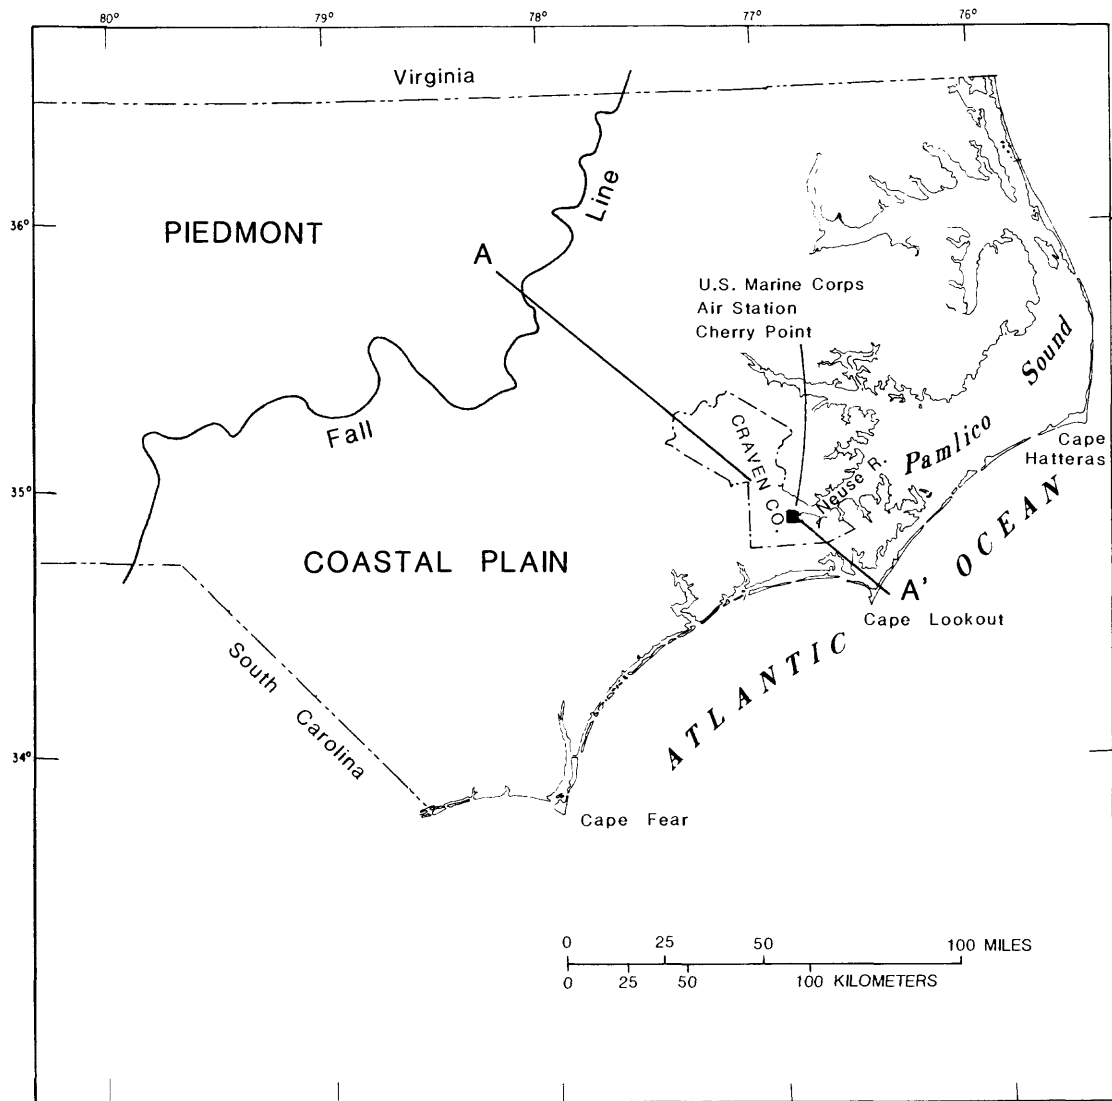 80°
79°
78°
77°
76°
Virginia
36°
PIEDMONT
A
Line
U.S. Marine Corps
Air Station
Cherry Point
Pamlico Sound
Fall
CRAVEN CO.
Neuse R.
Cape
Hatteras
35°
COASTAL PLAIN
A'
Cape Lookout
ATLANTIC OCEAN
South Carolina
34°
Cape Fear
0 25 50 100 MILES
0 25 50 100 KILOMETERS